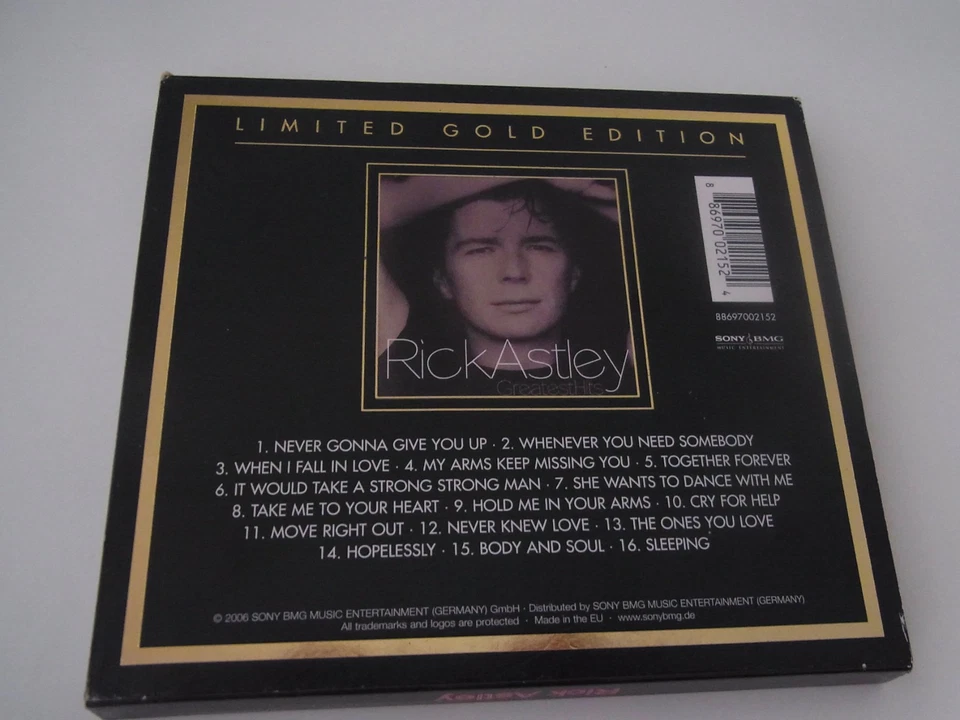 LIMITED GOLD EDITION
RickAstley
GreatestHits
8 86970 02152 4
88697002152
SONY BMG
MUSIC ENTERTAINMENT
1. NEVER GONNA GIVE YOU UP · 2. WHENEVER YOU NEED SOMEBODY
3. WHEN I FALL IN LOVE · 4. MY ARMS KEEP MISSING YOU · 5. TOGETHER FOREVER
6. IT WOULD TAKE A STRONG STRONG MAN · 7. SHE WANTS TO DANCE WITH ME
8. TAKE ME TO YOUR HEART · 9. HOLD ME IN YOUR ARMS · 10. CRY FOR HELP
11. MOVE RIGHT OUT · 12. NEVER KNEW LOVE · 13. THE ONES YOU LOVE
14. HOPELESSLY · 15. BODY AND SOUL · 16. SLEEPING
© 2006 SONY BMG MUSIC ENTERTAINMENT (GERMANY) GmbH · Distributed by SONY BMG MUSIC ENTERTAINMENT (GERMANY)
All trademarks and logos are protected · Made in the EU · www.sonybmg.de
Rick Astley